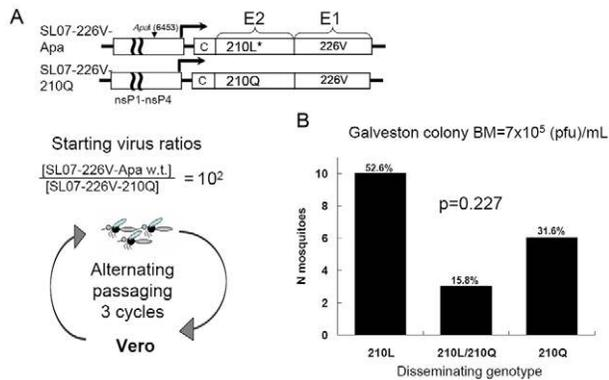 A
SL07-226V-Apa
ApaI (6453)
E2
E1
C
210L*
226V
SL07-226V-210Q
C
210Q
226V
nsP1-nsP4
Starting virus ratios
[SL07-226V-Apa w.t.]
[SL07-226V-210Q]
= 10²
Alternating
passaging
3 cycles
Vero
B
Galveston colony BM=7x10⁵ (pfu)/mL
52.6%
p=0.227
31.6%
15.8%
N mosquitoes
10
8
6
4
2
0
210L
210L/210Q
210Q
Disseminating genotype